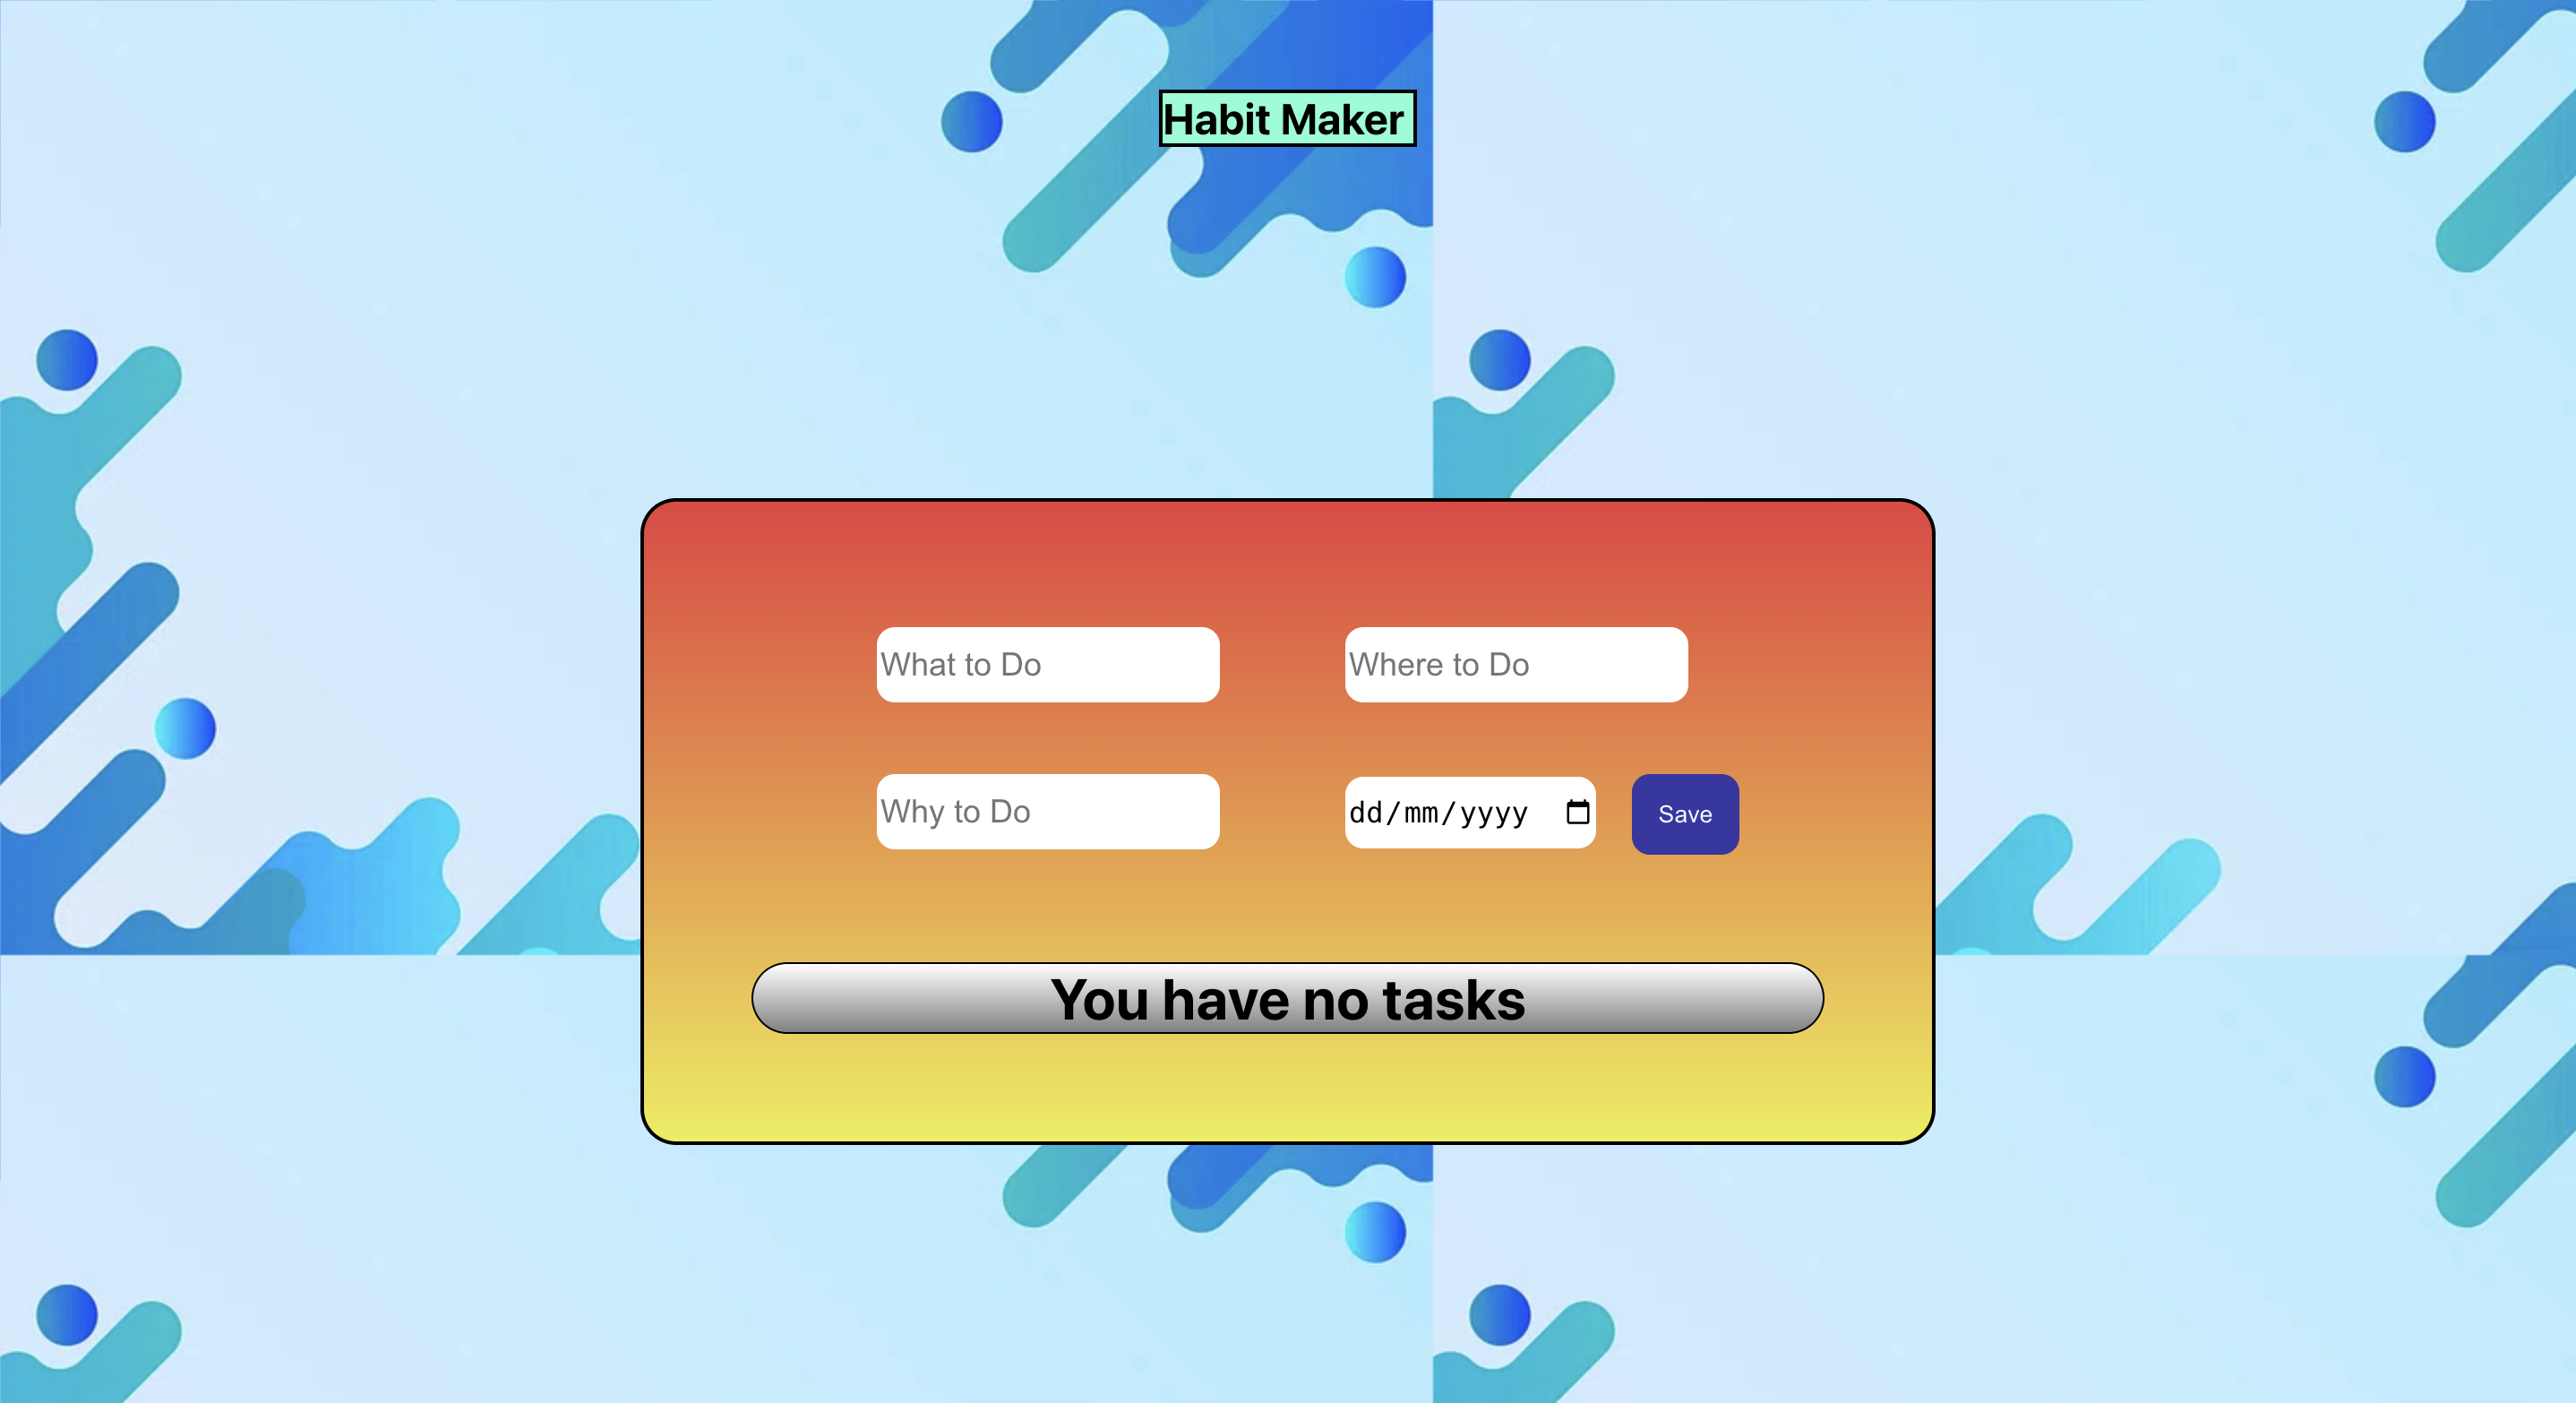 Habit Maker
What to Do
Where to Do
Why to Do
dd/mm/yyyy
Save
You have no tasks